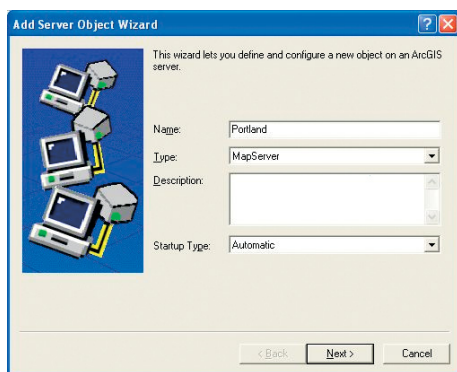 Add Server Object Wizard
This wizard lets you define and configure a new object on an ArcGIS
server.
Name: Portland
Type: MapServer
Description:
Startup Type: Automatic
< Back Next > Cancel